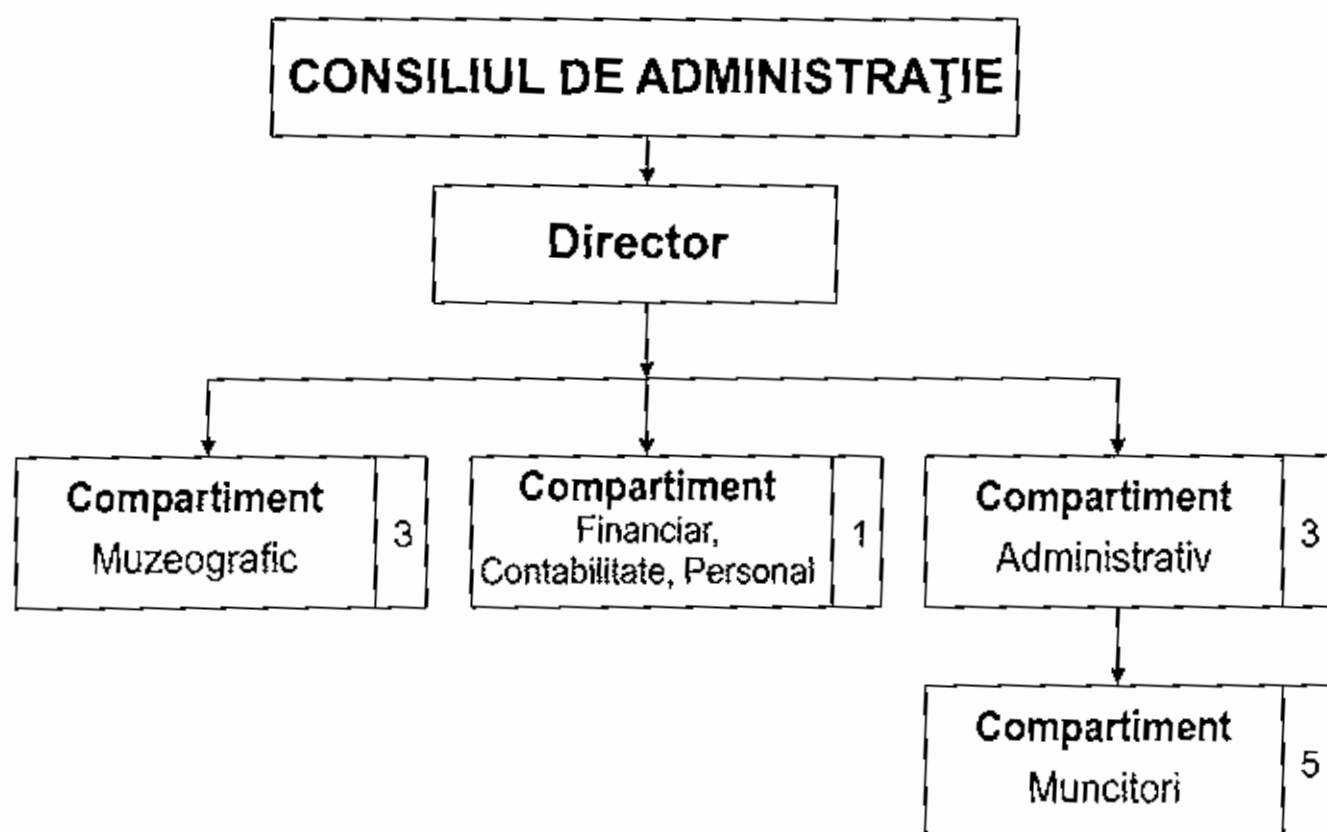 CONSILIUL DE ADMINISTRAŢIE
Director
Compartiment
Muzeografic
3
Compartiment
Financiar,
Contabilitate, Personal
1
Compartiment
Administrativ
3
Compartiment
Muncitori
5